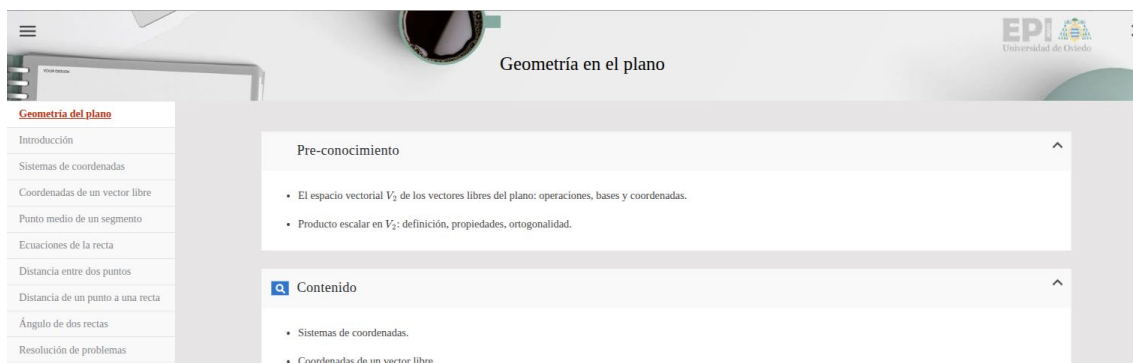 YOUR DESIGN
EPI
Universidad de Oviedo
Geometría en el plano
Geometría del plano
Introducción
Sistemas de coordenadas
Coordenadas de un vector libre
Punto medio de un segmento
Ecuaciones de la recta
Distancia entre dos puntos
Distancia de un punto a una recta
Ángulo de dos rectas
Resolución de problemas
Pre-conocimiento
• El espacio vectorial V₂ de los vectores libres del plano: operaciones, bases y coordenadas.
• Producto escalar en V₂: definición, propiedades, ortogonalidad.
Contenido
• Sistemas de coordenadas.
• Coordenadas de un vector libre